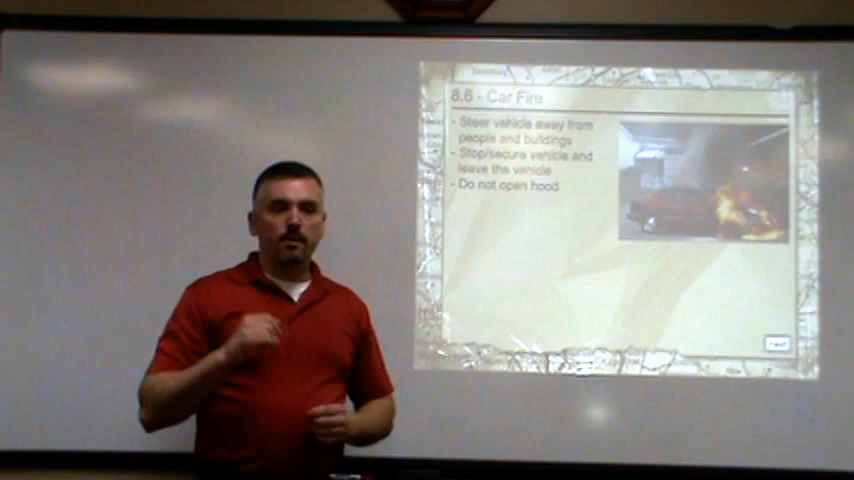 8.6 - Car Fire
- Steer vehicle away from
people and buildings
- Stop/secure vehicle and
leave the vehicle
- Do not open hood
next